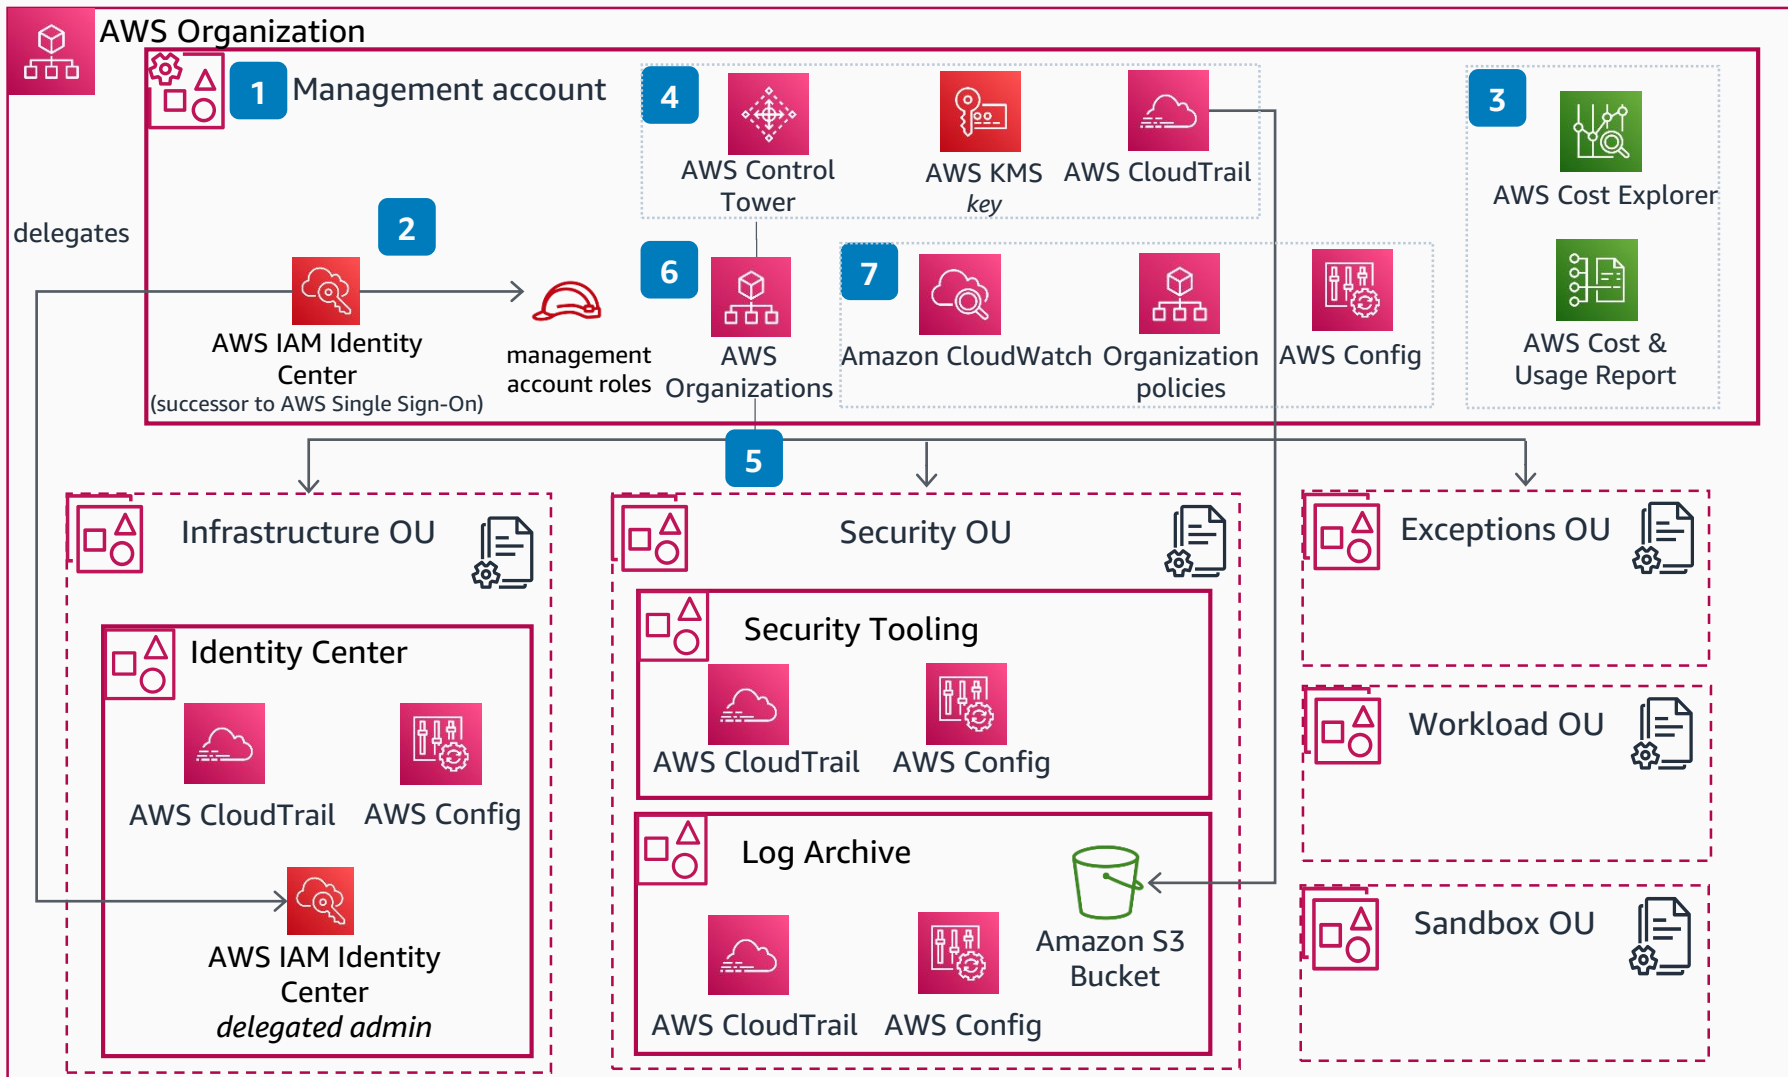 AWS Organization
1
Management account
4
AWS Control
Tower
AWS KMS
key
AWS CloudTrail
3
AWS Cost Explorer
AWS Cost &
Usage Report
delegates
2
AWS IAM Identity
Center
(successor to AWS Single Sign-On)
management
account roles
6
AWS
Organizations
7
Amazon CloudWatch
Organization
policies
AWS Config
5
Infrastructure OU
Identity Center
AWS CloudTrail
AWS Config
AWS IAM Identity
Center
delegated admin
Security OU
Security Tooling
AWS CloudTrail
AWS Config
Log Archive
AWS CloudTrail
AWS Config
Amazon S3
Bucket
Exceptions OU
Workload OU
Sandbox OU